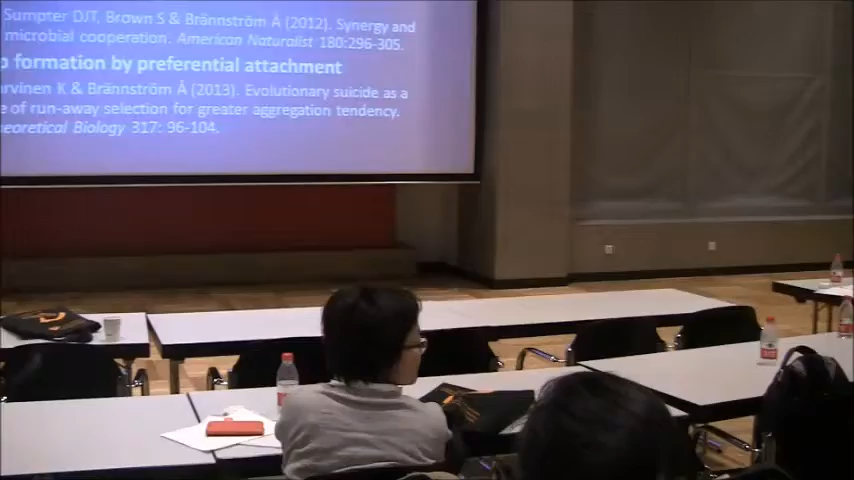 Sumpter DJT, Brown S & Brännström Å (2012). Synergy and
microbial cooperation. American Naturalist 180:296-305.
formation by preferential attachment
rvinen K & Brännström Å (2013). Evolutionary suicide as a
e of run-away selection for greater aggregation tendency.
eoretical Biology 317: 96-104.